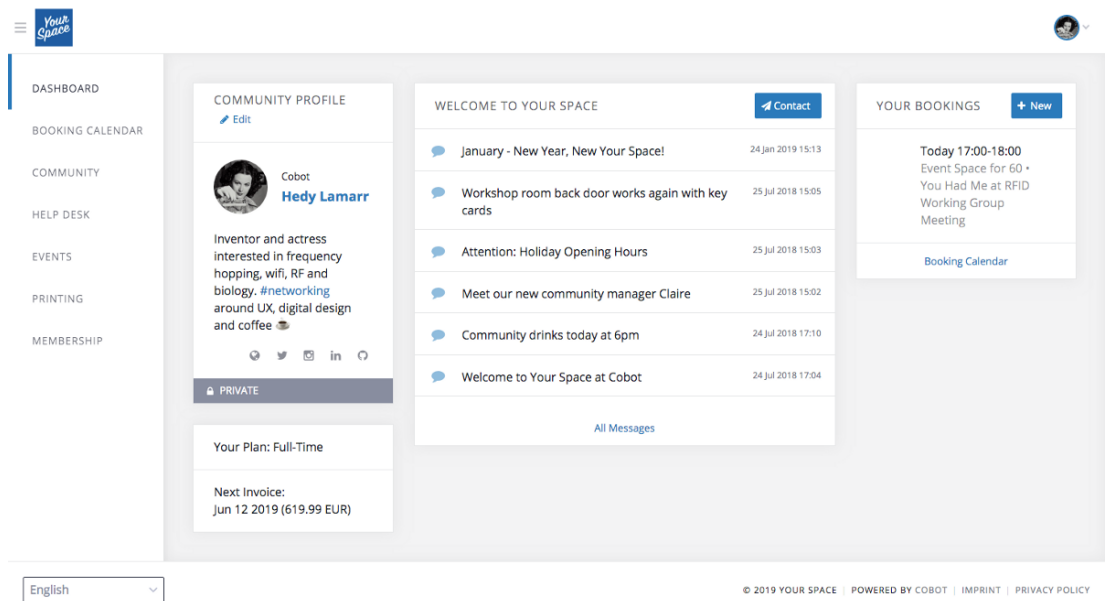 Your
Space
DASHBOARD
BOOKING CALENDAR
COMMUNITY
HELP DESK
EVENTS
PRINTING
MEMBERSHIP
COMMUNITY PROFILE
Edit
Cobot
Hedy Lamarr
Inventor and actress
interested in frequency
hopping, wifi, RF and
biology. #networking
around UX, digital design
and coffee ☕
in
PRIVATE
Your Plan: Full-Time
Next Invoice:
Jun 12 2019 (619.99 EUR)
WELCOME TO YOUR SPACE
Contact
January - New Year, New Your Space! 24 Jan 2019 15:13
Workshop room back door works again with key 25 Jul 2018 15:05
cards
Attention: Holiday Opening Hours 25 Jul 2018 15:03
Meet our new community manager Claire 25 Jul 2018 15:02
Community drinks today at 6pm 24 Jul 2018 17:10
Welcome to Your Space at Cobot 24 Jul 2018 17:04
All Messages
YOUR BOOKINGS
+ New
Today 17:00-18:00
Event Space for 60 •
You Had Me at RFID
Working Group
Meeting
Booking Calendar
English
© 2019 YOUR SPACE | POWERED BY COBOT | IMPRINT | PRIVACY POLICY